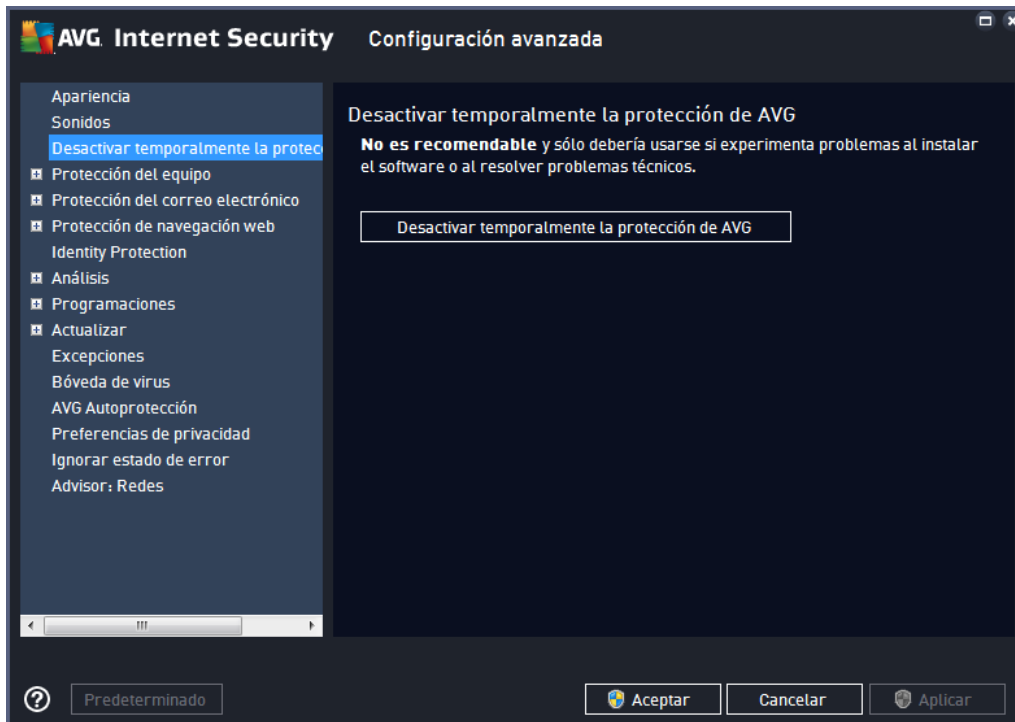 AVG. Internet Security Configuración avanzada
Apariencia
Sonidos
Desactivar temporalmente la protec
Protección del equipo
Protección del correo electrónico
Protección de navegación web
Identity Protection
Análisis
Programaciones
Actualizar
Excepciones
Bóveda de virus
AVG Autoprotección
Preferencias de privacidad
Ignorar estado de error
Advisor: Redes
Desactivar temporalmente la protección de AVG
No es recomendable y sólo debería usarse si experimenta problemas al instalar
el software o al resolver problemas técnicos.
Desactivar temporalmente la protección de AVG
Predeterminado
Aceptar
Cancelar
Aplicar